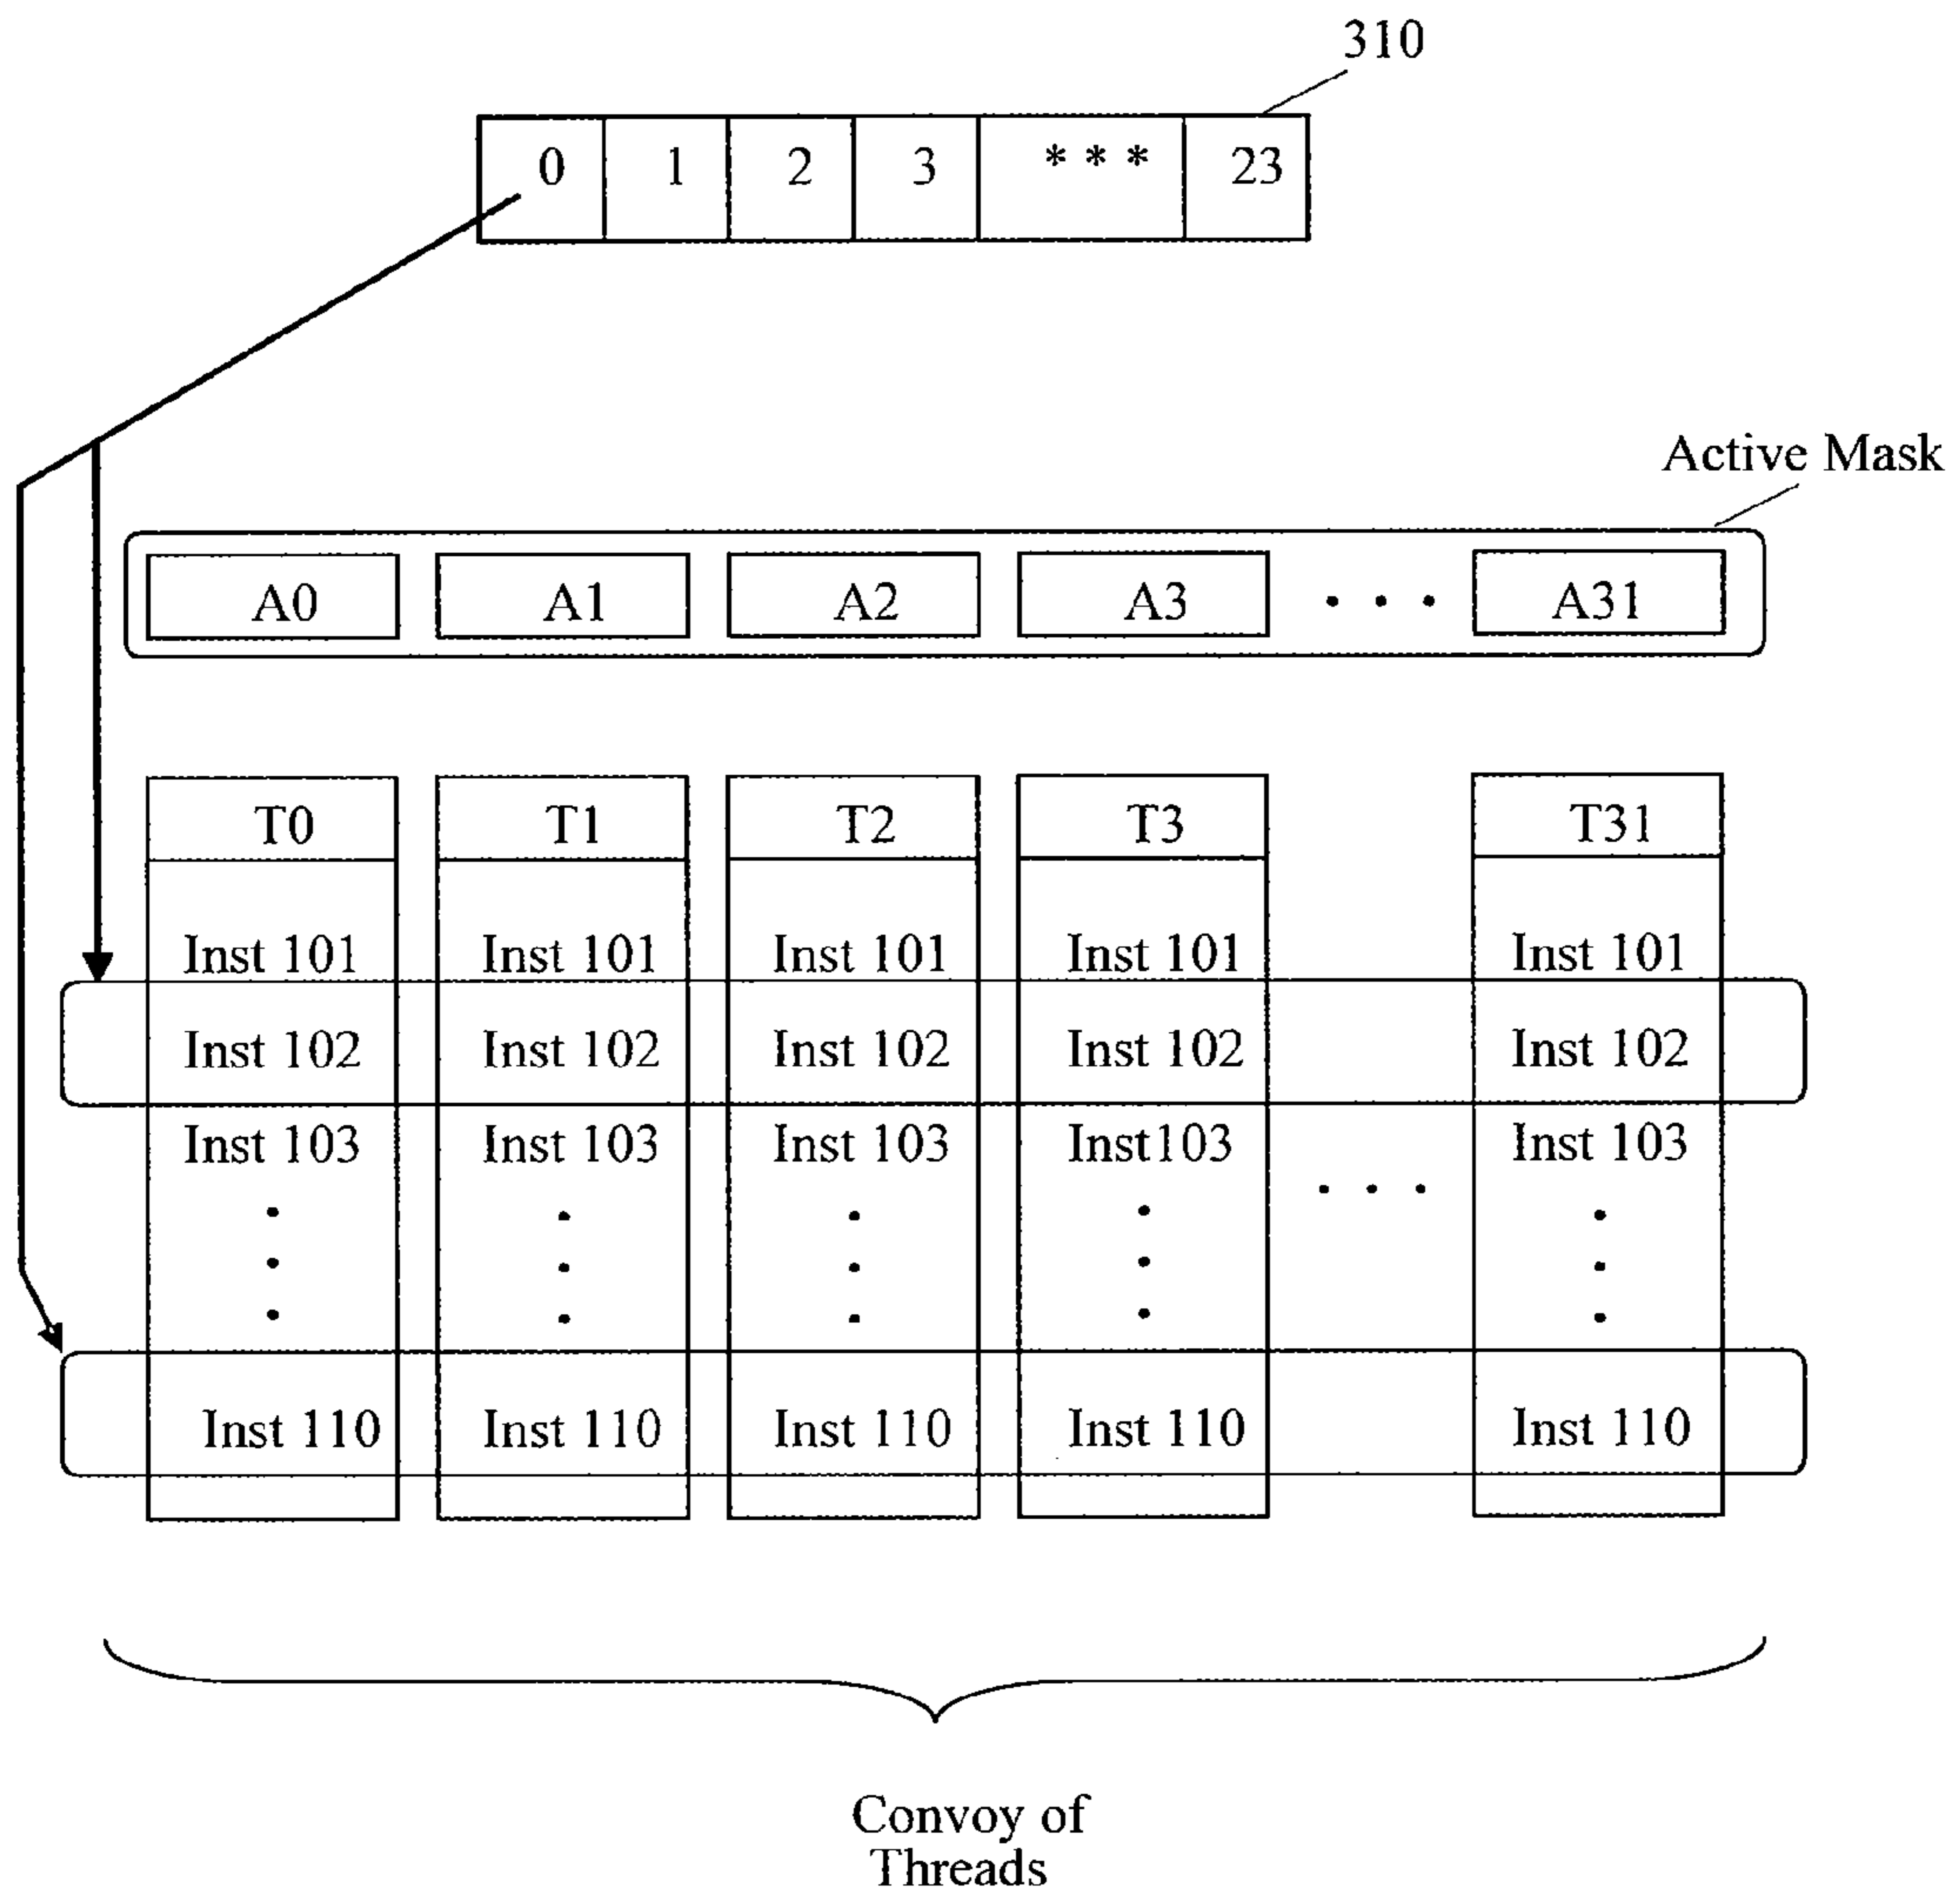 310
0 1 2 3 * * * 23
Active Mask
A0 A1 A2 A3 . . . A31
T0 T1 T2 T3 T31
Inst 101 Inst 101 Inst 101 Inst 101 Inst 101
Inst 102 Inst 102 Inst 102 Inst 102 Inst 102
Inst 103 Inst 103 Inst 103 Inst103 Inst 103
. . .
Inst 110 Inst 110 Inst 110 Inst 110 Inst 110
Convoy of
Threads